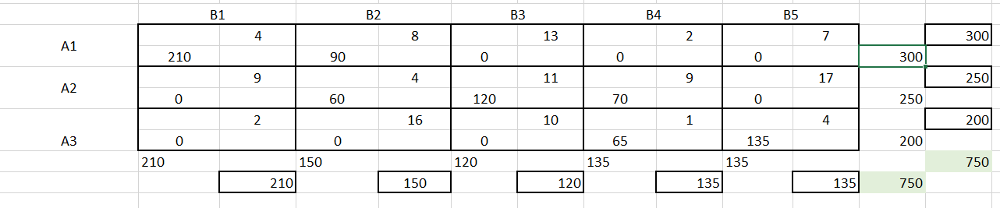 B1 B2 B3 B4 B5
4 8 13 2 7 300
A1
210 90 0 0 0 300
9 4 11 9 17 250
A2
0 60 120 70 0 250
2 16 10 1 4 200
A3 0 0 0 65 135 200
210 150 120 135 135 750
210 150 120 135 135 750